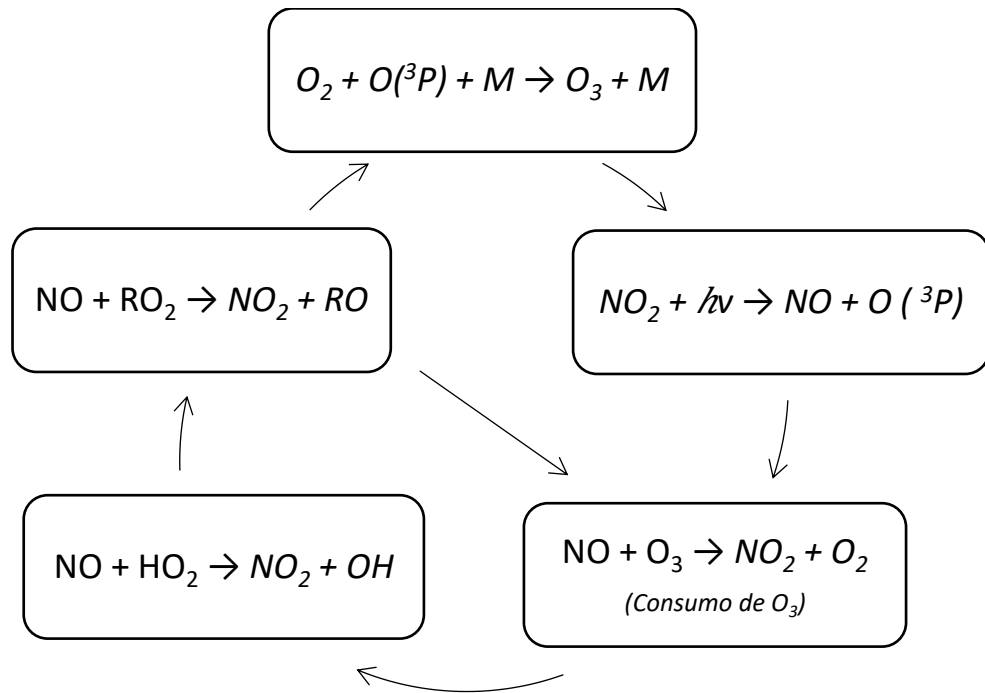 O₂ + O(³P) + M → O₃ + M
NO + RO₂ → NO₂ + RO
NO₂ + hv → NO + O ( ³P)
NO + HO₂ → NO₂ + OH
NO + O₃ → NO₂ + O₂
(Consumo de O₃)